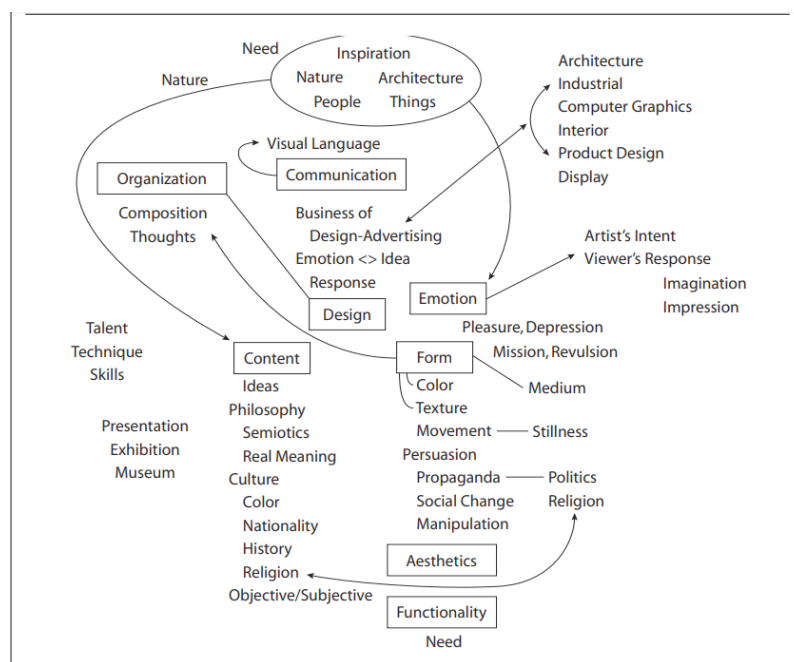 Need
Inspiration
Nature Architecture
People Things
Nature
Architecture
Industrial
Computer Graphics
Interior
Product Design
Display
Visual Language
Communication
Organization
Composition
Thoughts
Business of
Design-Advertising
Emotion <> Idea
Response
Design
Artist's Intent
Viewer's Response
Imagination
Impression
Emotion
Pleasure, Depression
Mission, Revulsion
Talent
Technique
Skills
Presentation
Exhibition
Museum
Content
Ideas
Philosophy
Semiotics
Real Meaning
Culture
Color
Nationality
History
Religion
Objective/Subjective
Form
Color
Texture
Medium
Movement Stillness
Persuasion
Propaganda Politics
Social Change Religion
Manipulation
Aesthetics
Functionality
Need